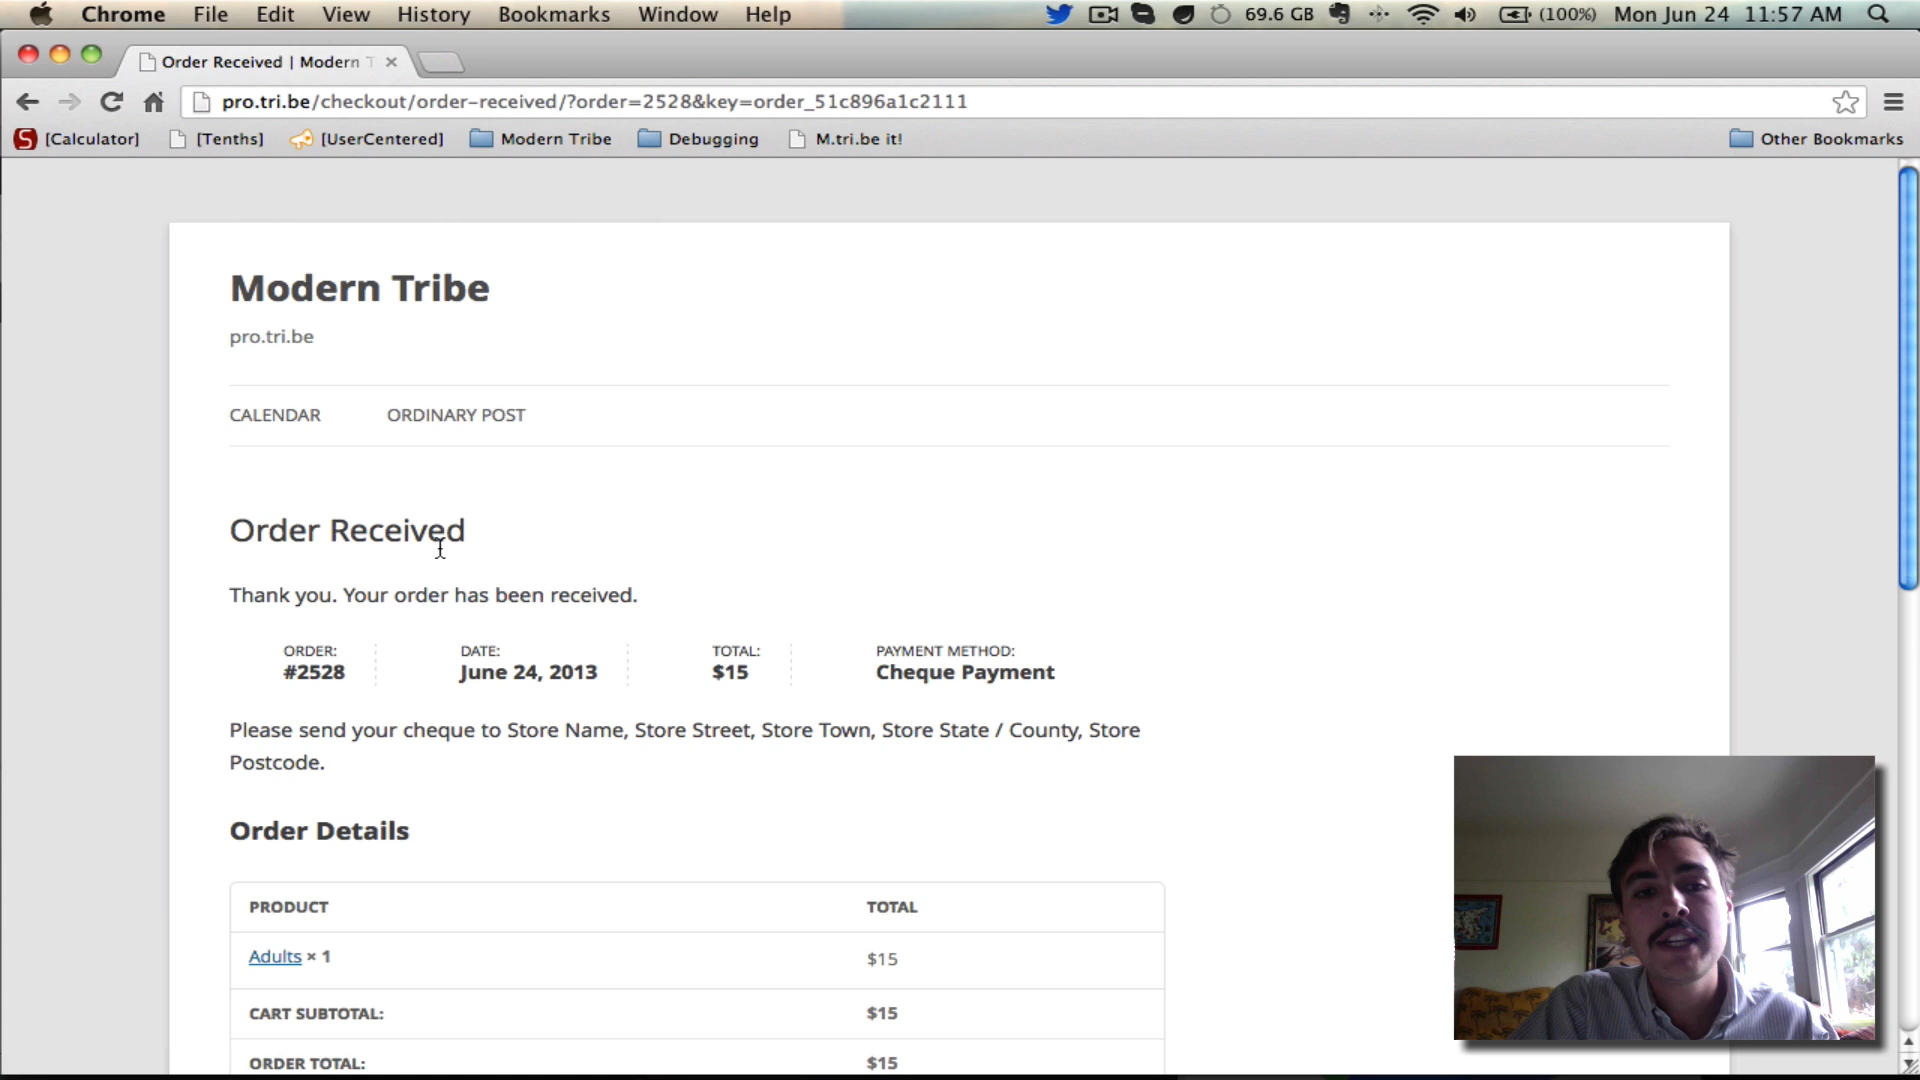 Chrome File Edit View History Bookmarks Window Help 69.6 GB (100%) Mon Jun 24 11:57 AM
Order Received | Modern T
pro.tri.be/checkout/order-received/?order=2528&key=order_51c896a1c2111
[Calculator] [Tenths] [UserCentered] Modern Tribe Debugging M.tri.be it! Other Bookmarks
Modern Tribe
pro.tri.be
CALENDAR ORDINARY POST
Order Received
Thank you. Your order has been received.
ORDER: DATE: TOTAL: PAYMENT METHOD:
#2528 June 24, 2013 $15 Cheque Payment
Please send your cheque to Store Name, Store Street, Store Town, Store State / County, Store
Postcode.
Order Details
PRODUCT TOTAL
Adults × 1 $15
CART SUBTOTAL: $15
ORDER TOTAL: $15